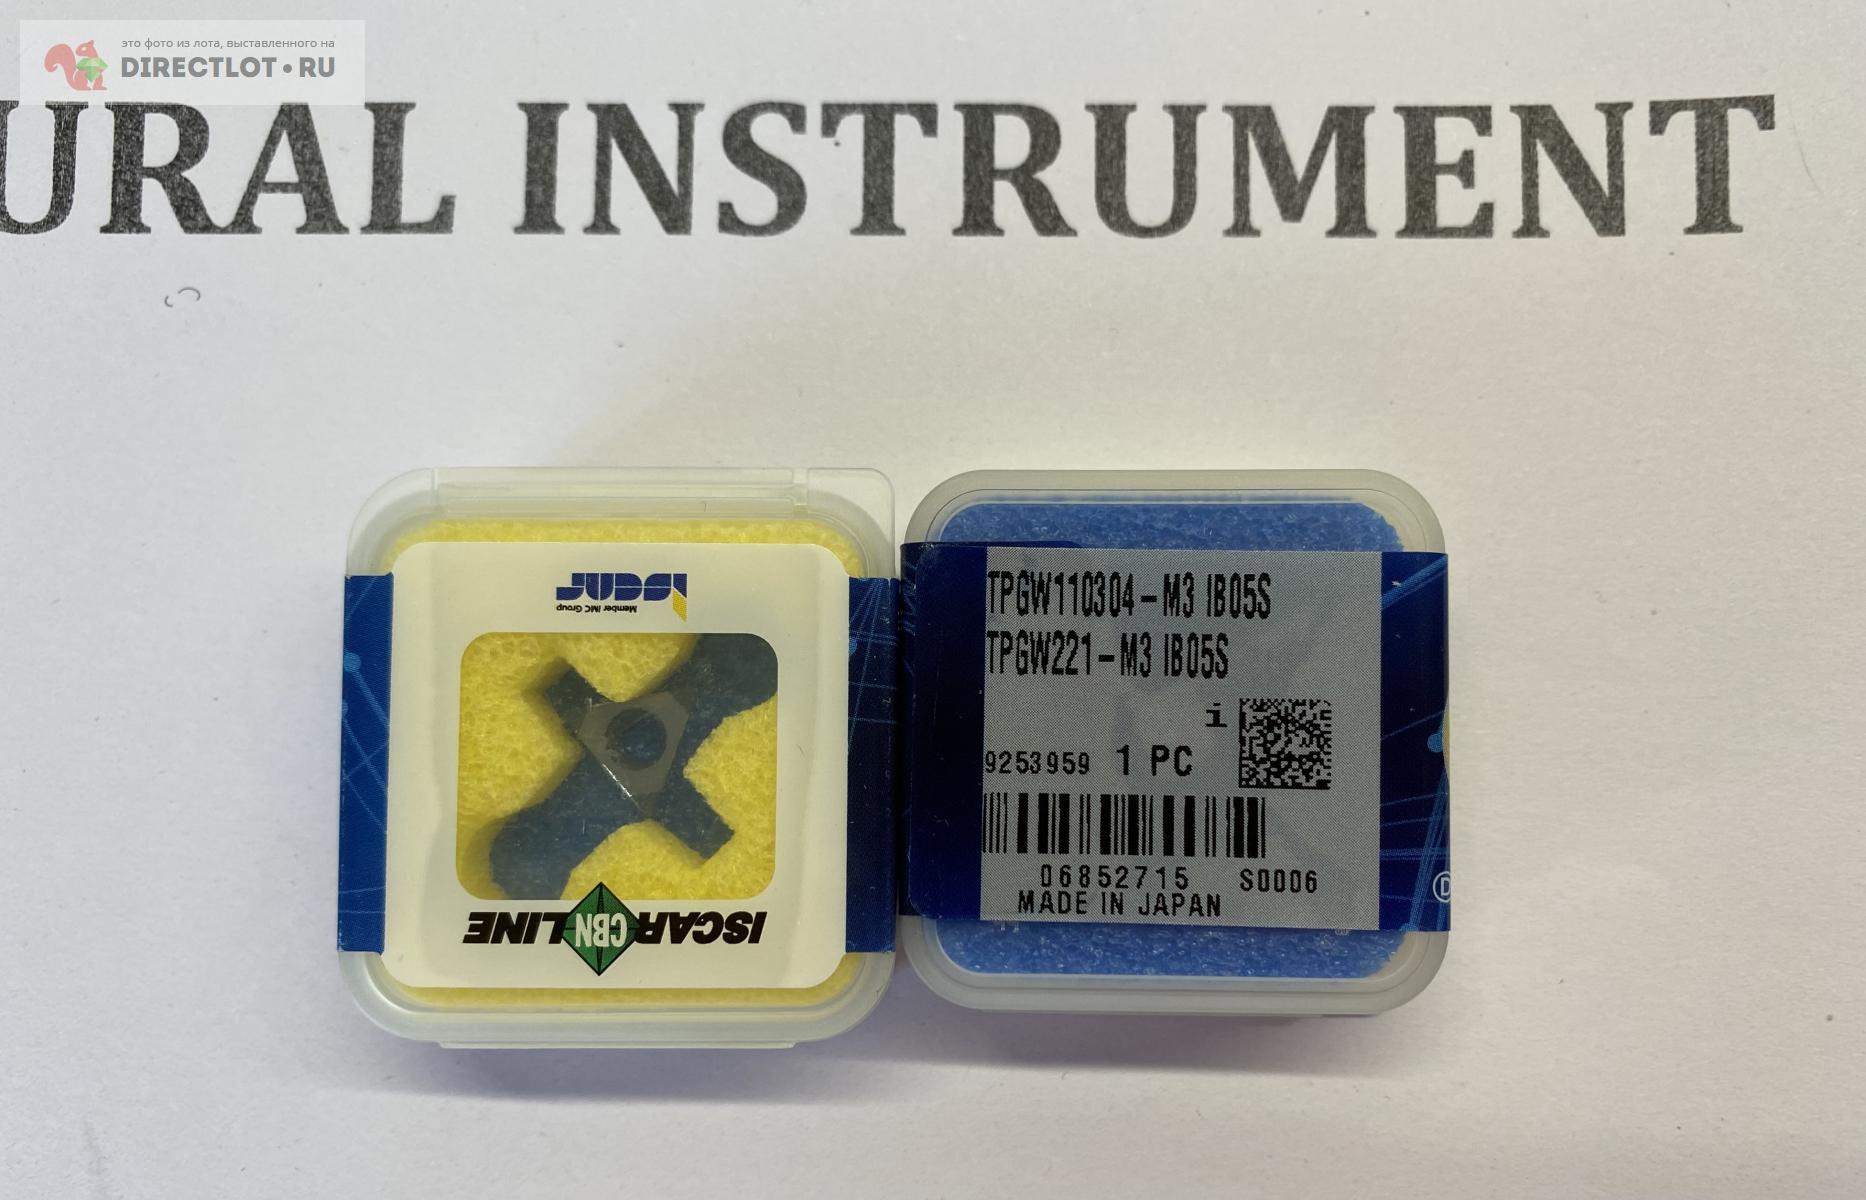 это фото из лота, выставленного на
DIRECTLOT•RU
URAL INSTRUMENT
iscar
Member IMC Group
ISCAR CBN LINE
TPGW110304-M3 IB05S
TPGW221-M3 IB05S
i
9253959 1 PC
06852715 S0006
MADE IN JAPAN
D